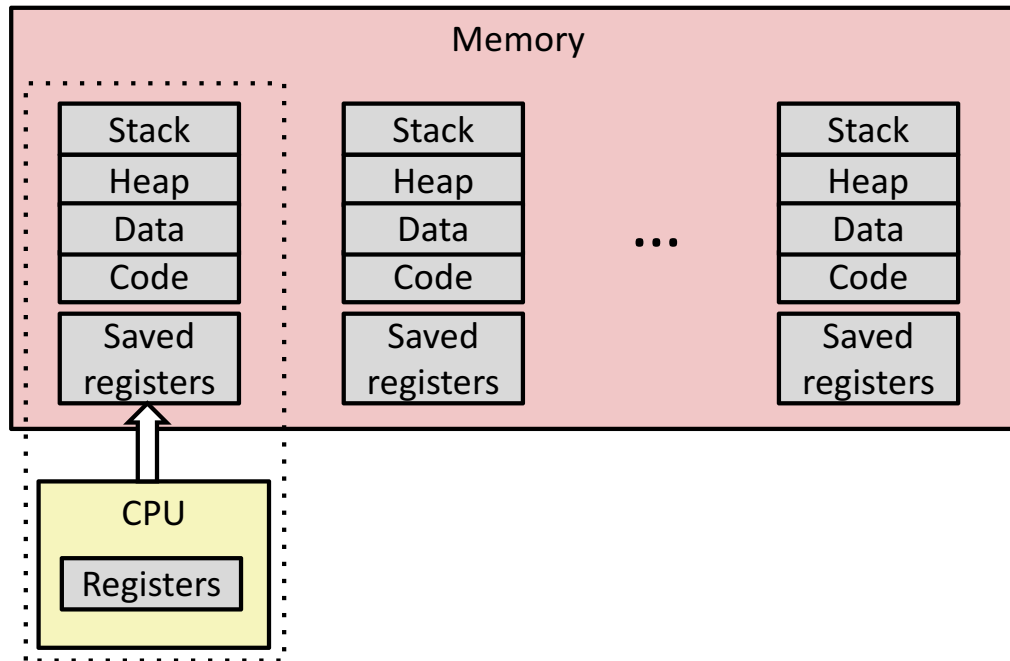 Memory
Stack
Heap
Data
Code
Saved
registers
Stack
Heap
Data
Code
Saved
registers
...
Stack
Heap
Data
Code
Saved
registers
CPU
Registers